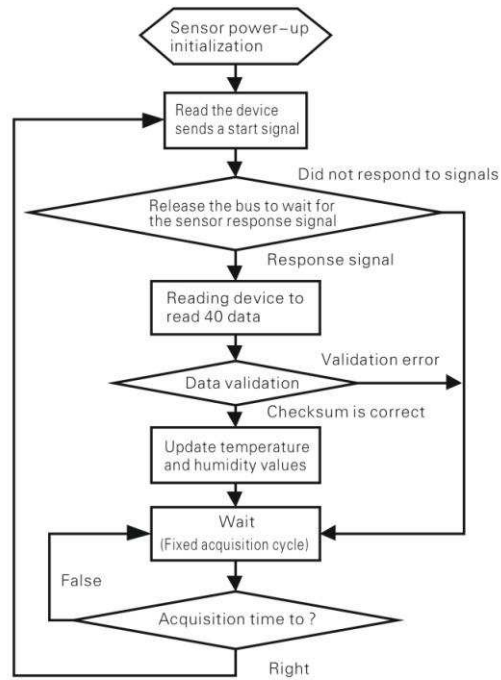 Sensor power-up
initialization
Read the device
sends a start signal
Did not respond to signals
Release the bus to wait for
the sensor response signal
Response signal
Reading device to
read 40 data
Validation error
Data validation
Checksum is correct
Update temperature
and humidity values
Wait
(Fixed acquisition cycle)
False
Acquisition time to ?
Right